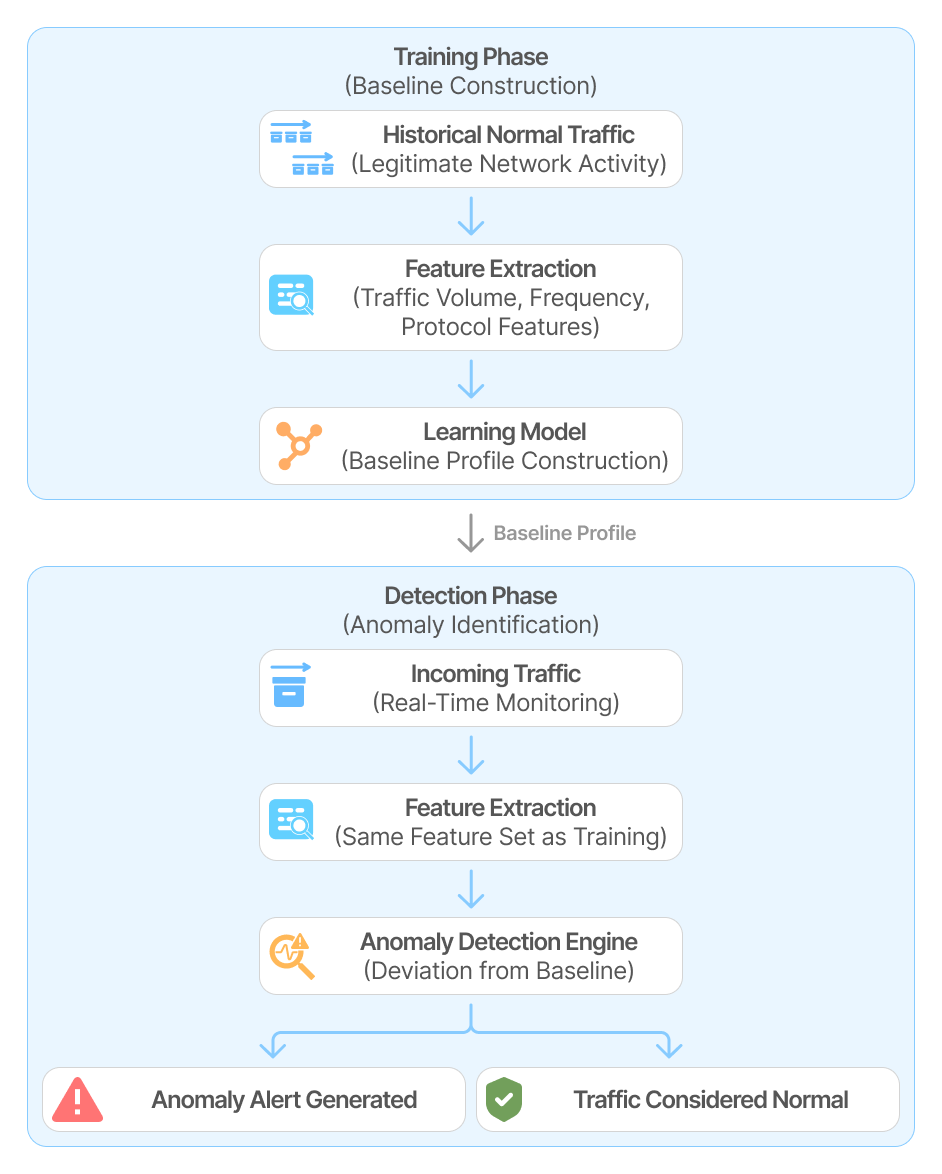 Training Phase
(Baseline Construction)
Historical Normal Traffic
(Legitimate Network Activity)
Feature Extraction
(Traffic Volume, Frequency,
Protocol Features)
Learning Model
(Baseline Profile Construction)
Baseline Profile
Detection Phase
(Anomaly Identification)
Incoming Traffic
(Real-Time Monitoring)
Feature Extraction
(Same Feature Set as Training)
Anomaly Detection Engine
(Deviation from Baseline)
Anomaly Alert Generated
Traffic Considered Normal